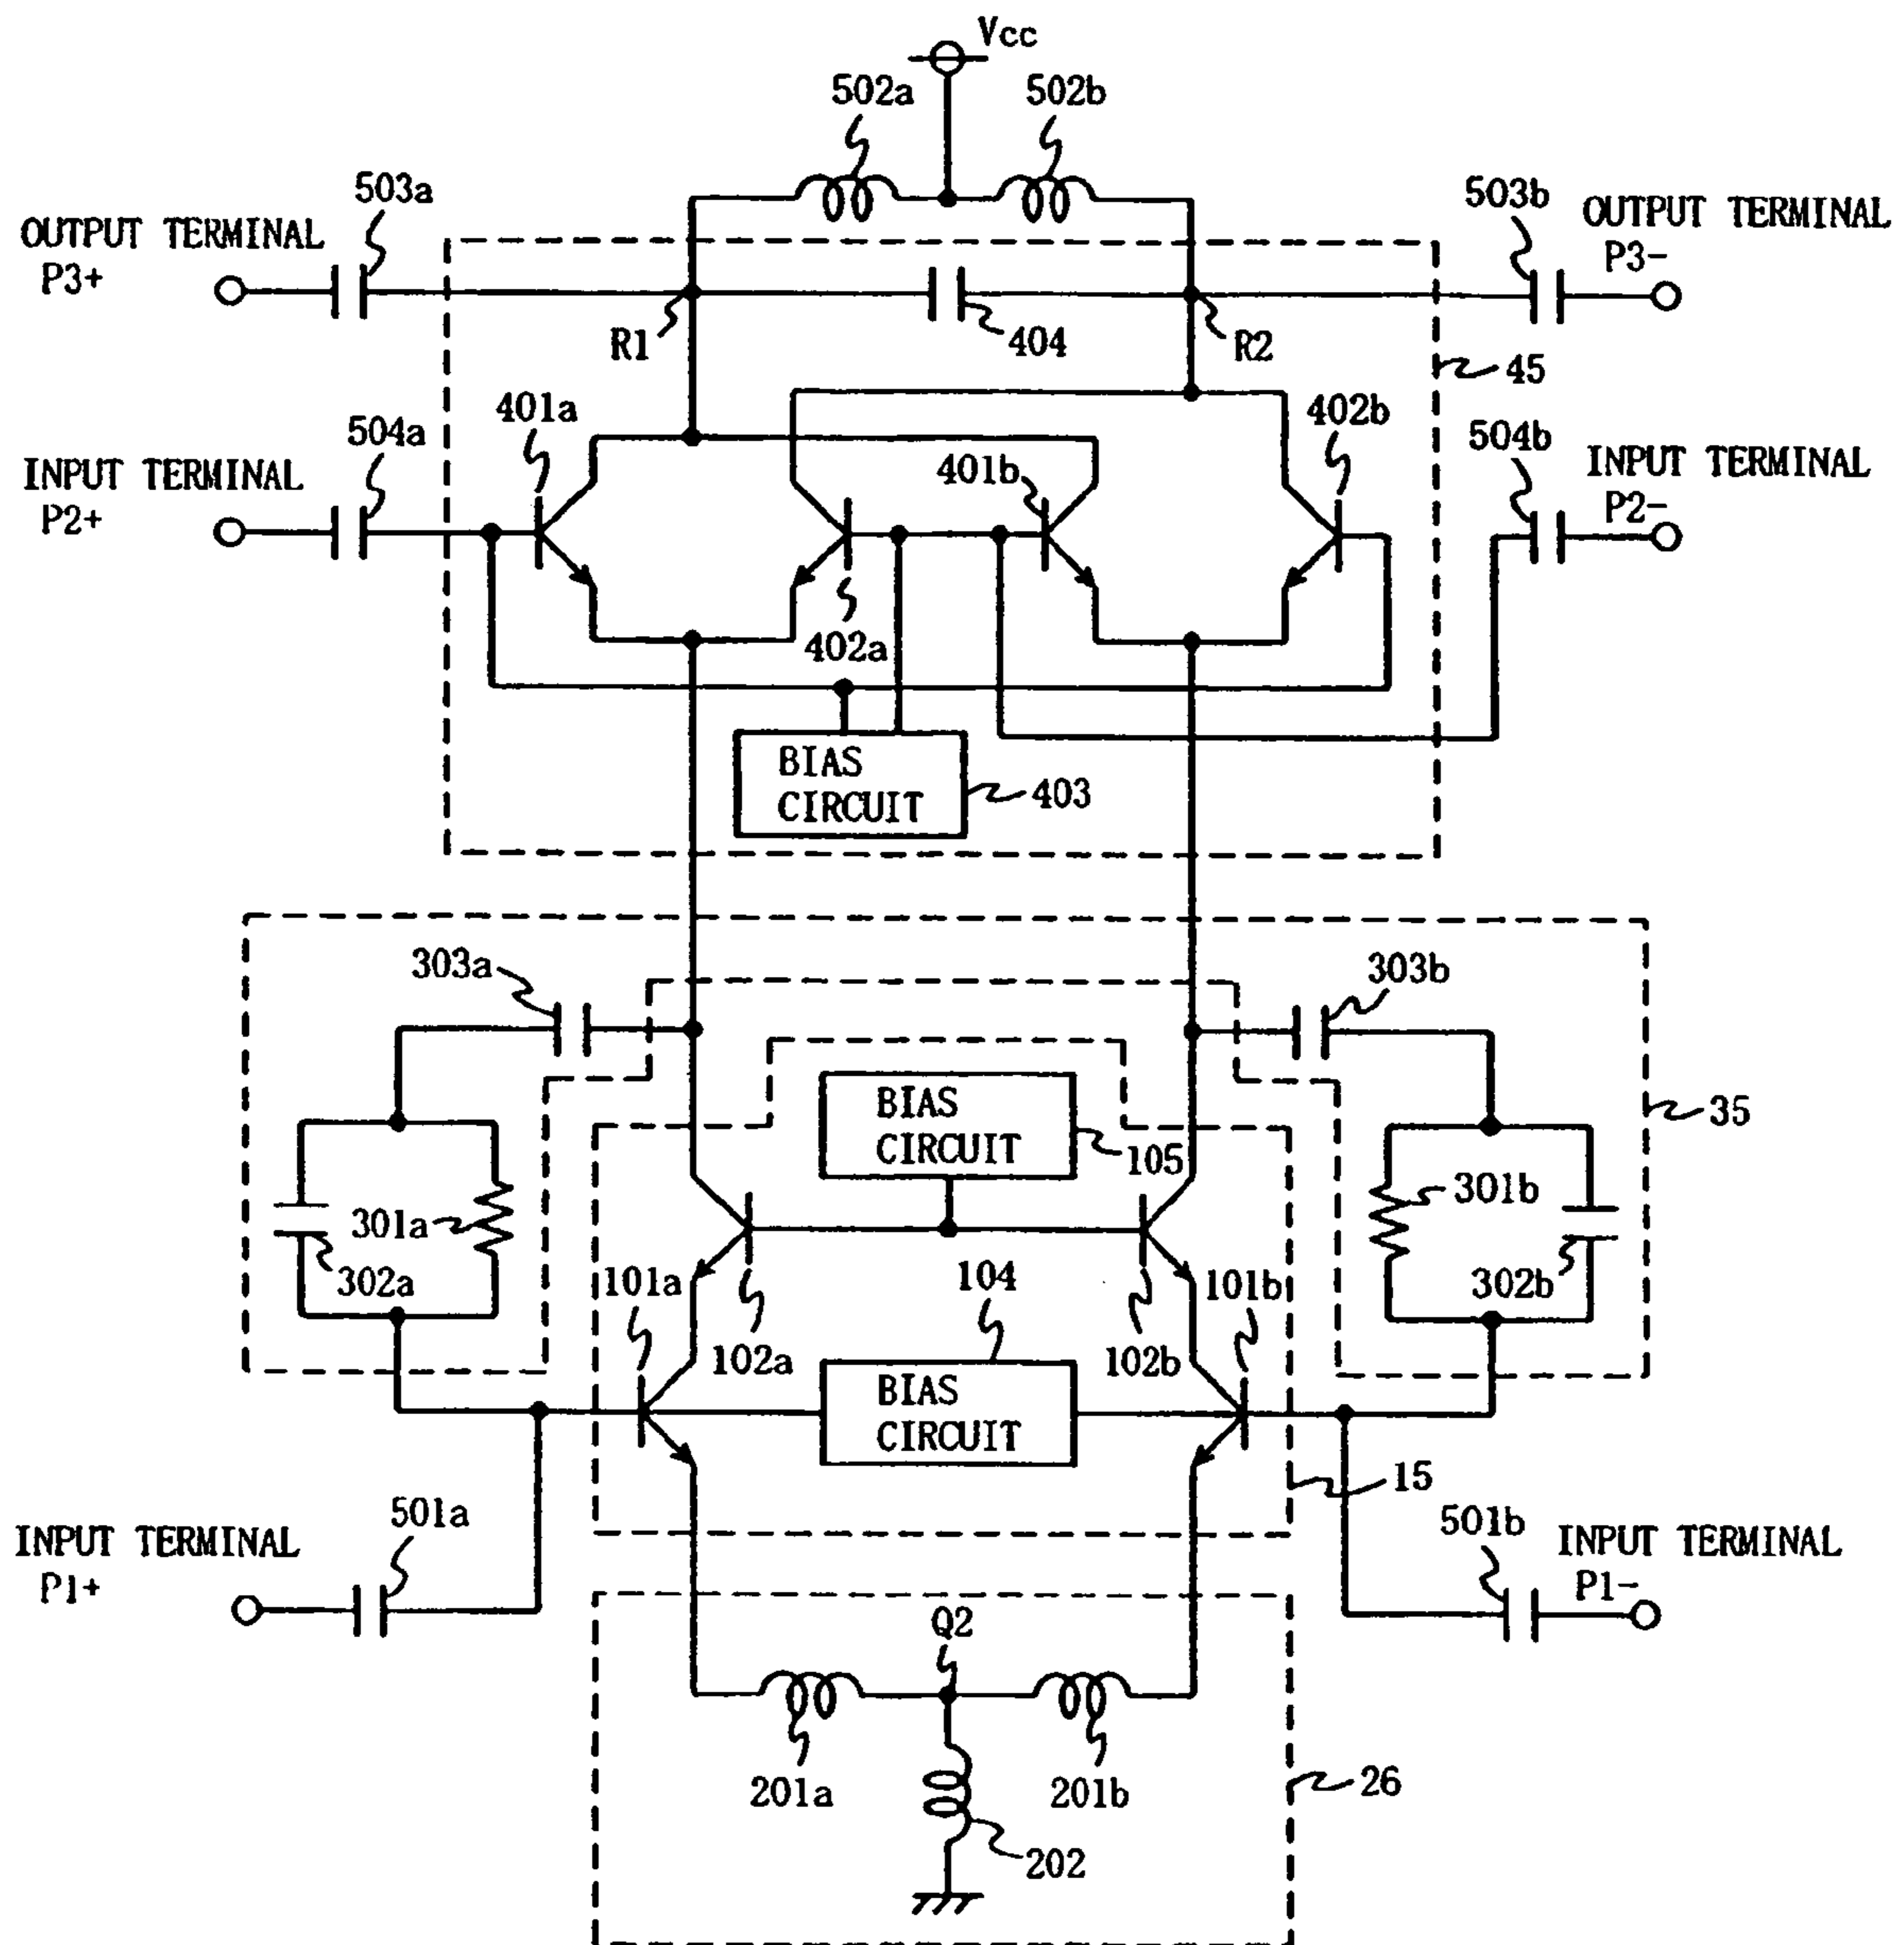 Vcc
502a
502b
503a
503b
OUTPUT TERMINAL
P3+
OUTPUT TERMINAL
P3-
R1
404
R2
45
401a
402b
504a
504b
INPUT TERMINAL
P2+
401b
INPUT TERMINAL
P2-
402a
BIAS
CIRCUIT
403
303a
303b
BIAS
CIRCUIT
105
35
301a
302a
301b
302b
101a
104
101b
102a
102b
BIAS
CIRCUIT
15
501a
501b
INPUT TERMINAL
P1+
INPUT TERMINAL
P1-
Q2
201a
201b
26
202